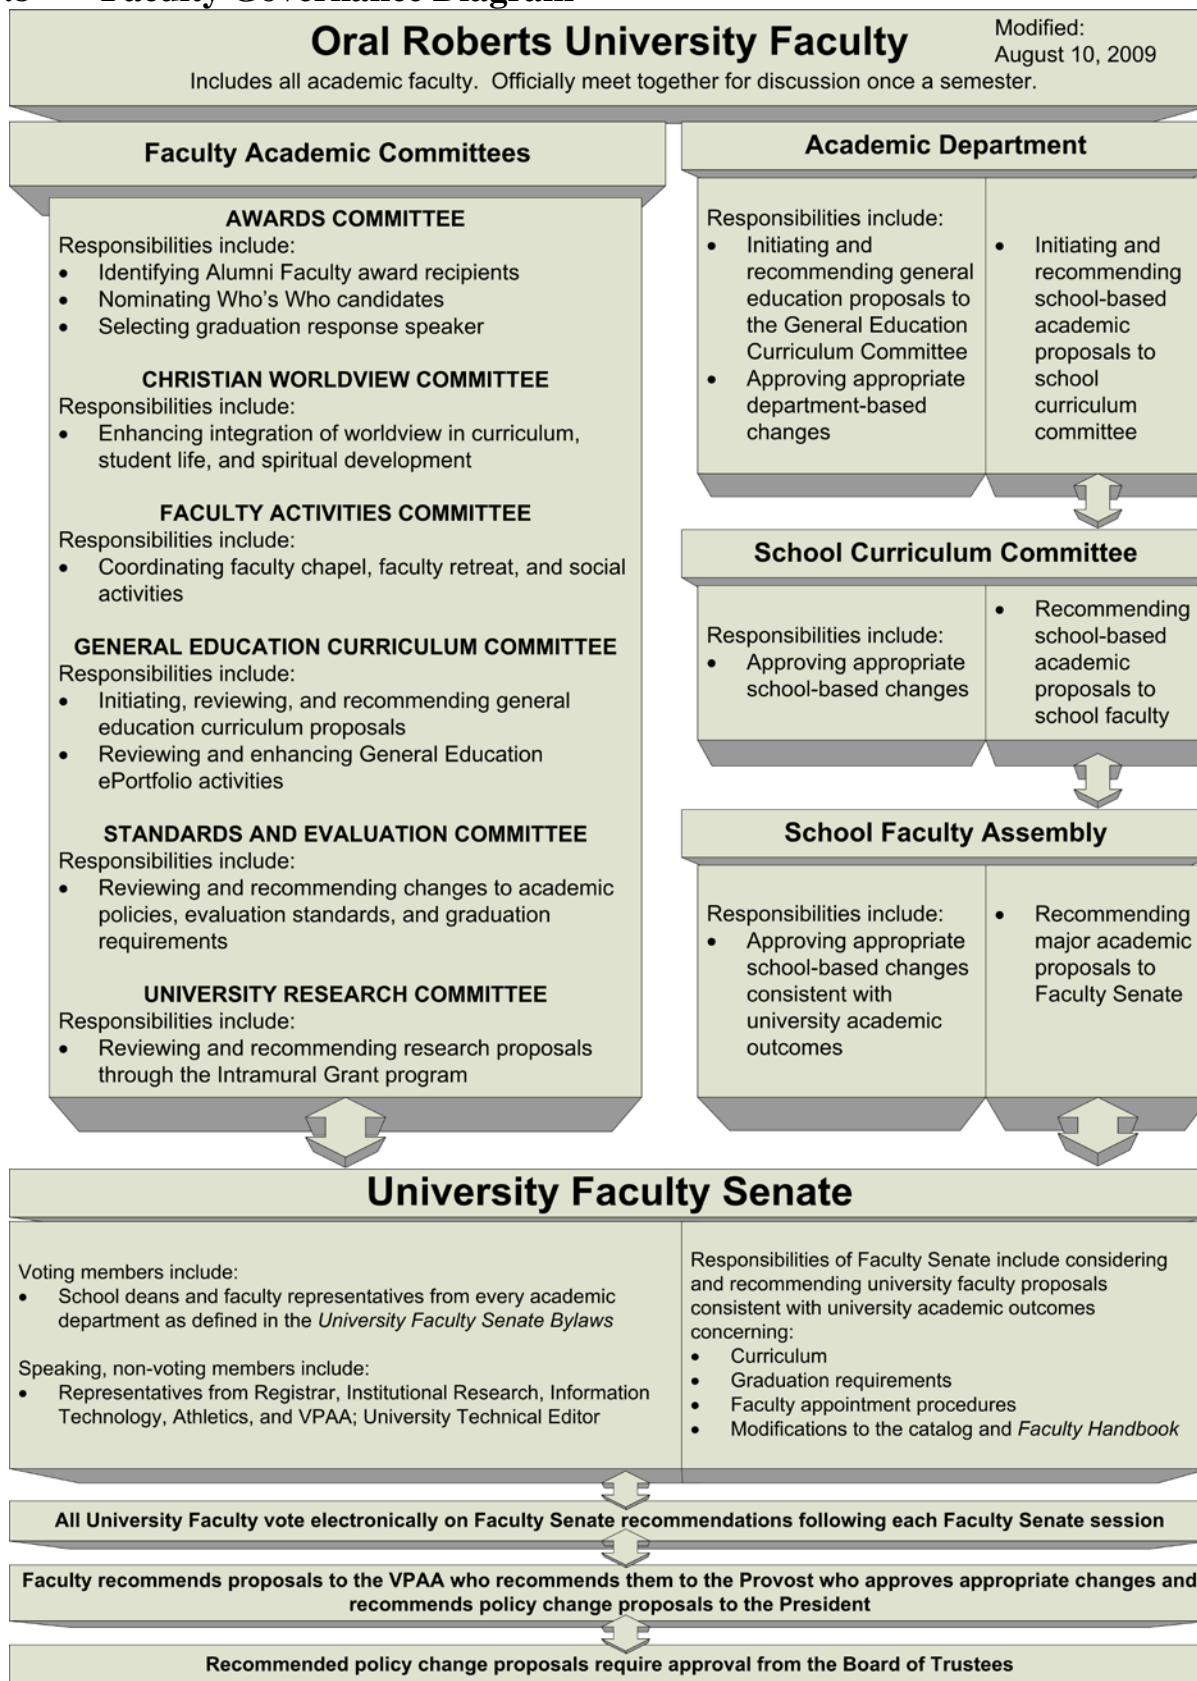 Faculty Governance Diagram
Oral Roberts University Faculty
Modified:
August 10, 2009
Includes all academic faculty.  Officially meet together for discussion once a semester.
Faculty Academic Committees
AWARDS COMMITTEE
Responsibilities include:
• Identifying Alumni Faculty award recipients
• Nominating Who's Who candidates
• Selecting graduation response speaker
CHRISTIAN WORLDVIEW COMMITTEE
Responsibilities include:
• Enhancing integration of worldview in curriculum,
student life, and spiritual development
FACULTY ACTIVITIES COMMITTEE
Responsibilities include:
• Coordinating faculty chapel, faculty retreat, and social
activities
GENERAL EDUCATION CURRICULUM COMMITTEE
Responsibilities include:
• Initiating, reviewing, and recommending general
education curriculum proposals
• Reviewing and enhancing General Education
ePortfolio activities
STANDARDS AND EVALUATION COMMITTEE
Responsibilities include:
• Reviewing and recommending changes to academic
policies, evaluation standards, and graduation
requirements
UNIVERSITY RESEARCH COMMITTEE
Responsibilities include:
• Reviewing and recommending research proposals
through the Intramural Grant program
Academic Department
Responsibilities include:
• Initiating and
recommending general
education proposals to
the General Education
Curriculum Committee
• Approving appropriate
department-based
changes
• Initiating and
recommending
school-based
academic
proposals to
school
curriculum
committee
School Curriculum Committee
Responsibilities include:
• Approving appropriate
school-based changes
• Recommending
school-based
academic
proposals to
school faculty
School Faculty Assembly
Responsibilities include:
• Approving appropriate
school-based changes
consistent with
university academic
outcomes
• Recommending
major academic
proposals to
Faculty Senate
University Faculty Senate
Voting members include:
• School deans and faculty representatives from every academic
department as defined in the University Faculty Senate Bylaws
Speaking, non-voting members include:
• Representatives from Registrar, Institutional Research, Information
Technology, Athletics, and VPAA; University Technical Editor
Responsibilities of Faculty Senate include considering
and recommending university faculty proposals
consistent with university academic outcomes
concerning:
• Curriculum
• Graduation requirements
• Faculty appointment procedures
• Modifications to the catalog and Faculty Handbook
All University Faculty vote electronically on Faculty Senate recommendations following each Faculty Senate session
Faculty recommends proposals to the VPAA who recommends them to the Provost who approves appropriate changes and
recommends policy change proposals to the President
Recommended policy change proposals require approval from the Board of Trustees